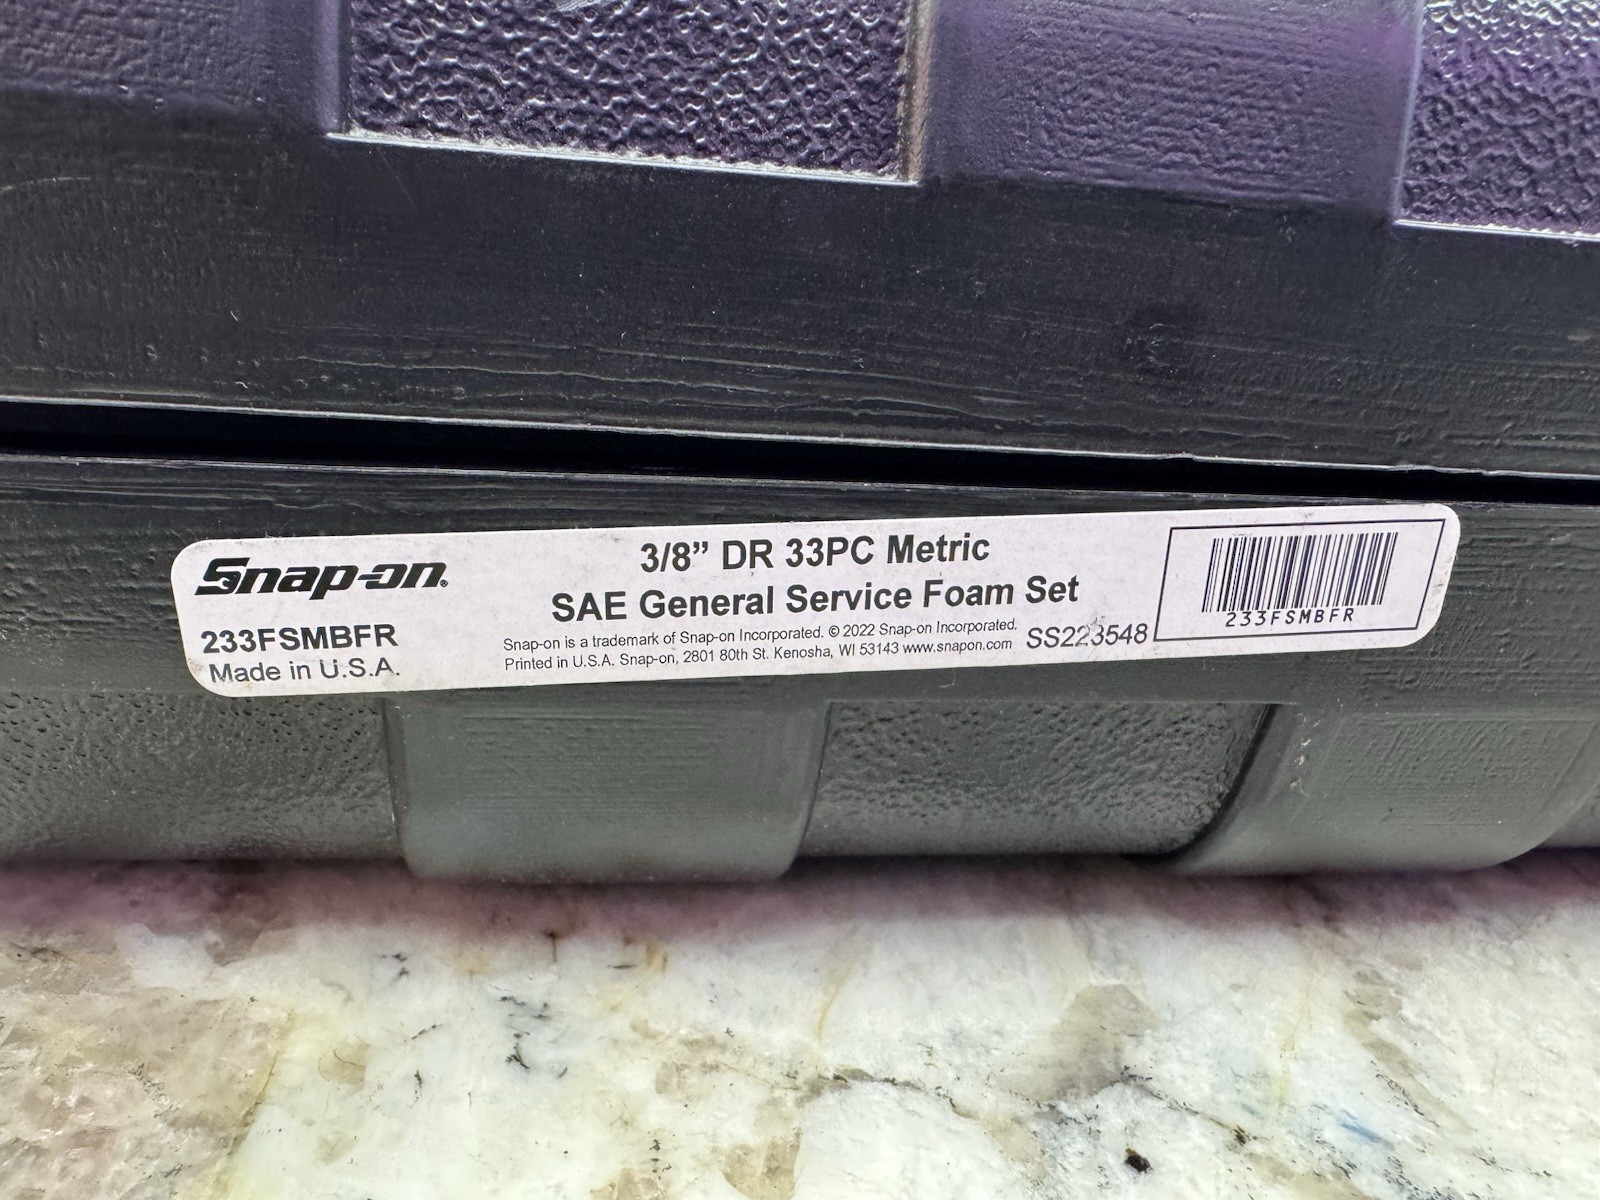 Snap-on®
233FSMBFR
Made in U.S.A.
3/8” DR 33PC Metric
SAE General Service Foam Set
Snap-on is a trademark of Snap-on Incorporated. © 2022 Snap-on Incorporated.
Printed in U.S.A. Snap-on, 2801 80th St. Kenosha, WI 53143 www.snapon.com
SS223548
233FSMBFR